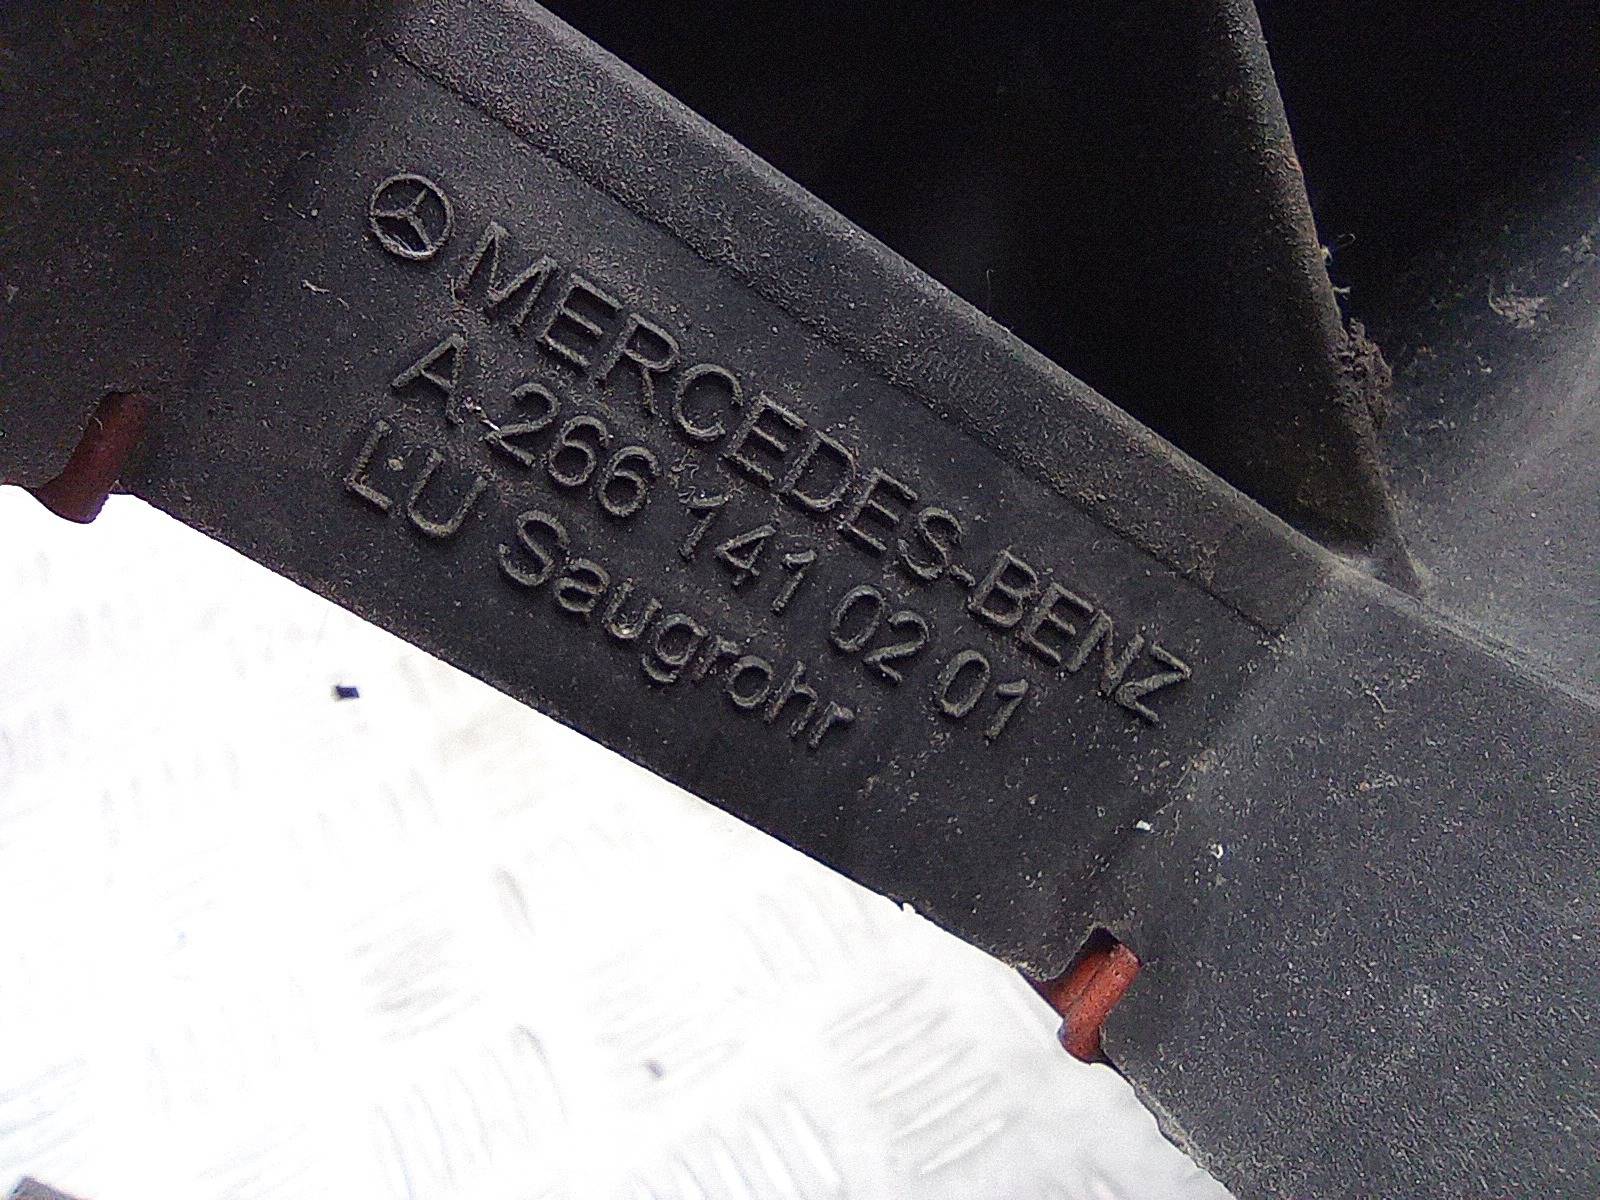 MERCEDES-BENZ
A 266 141 02 01
LU Saugrohr